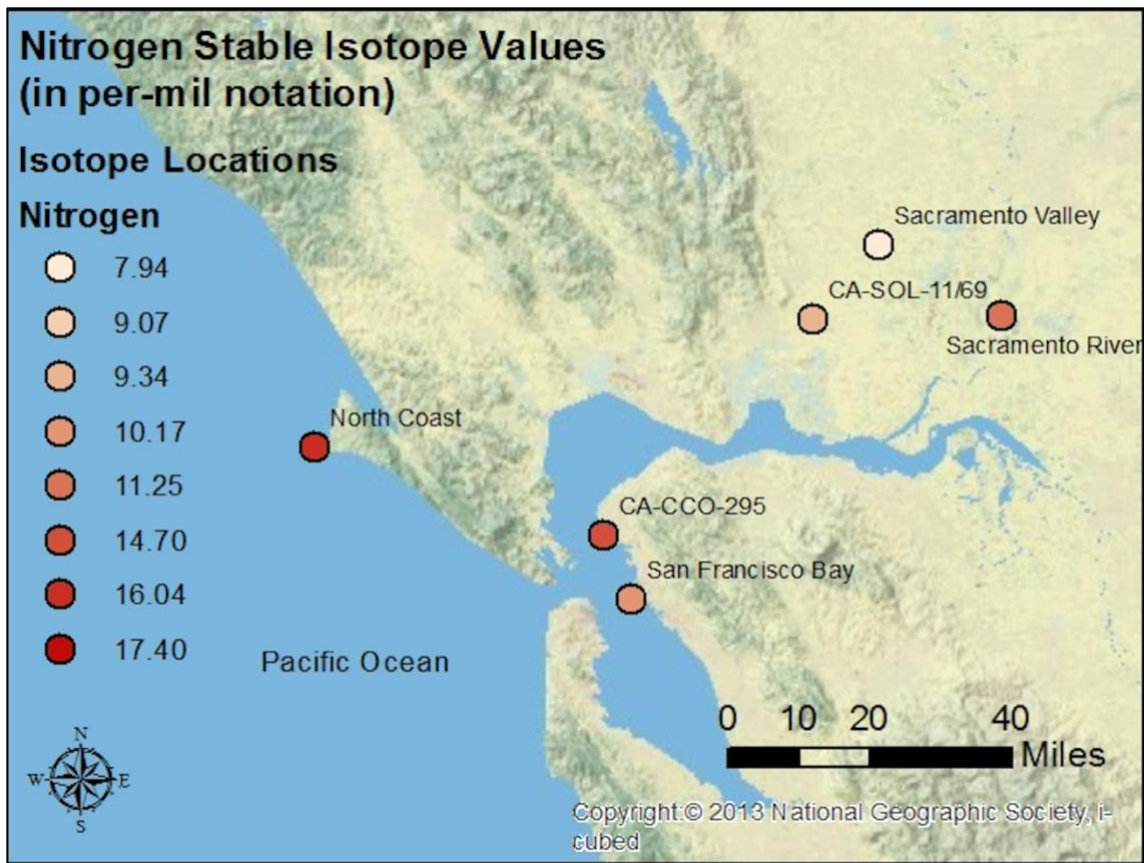 Nitrogen Stable Isotope Values
(in per-mil notation)
Isotope Locations
Nitrogen
7.94
9.07
9.34
10.17
11.25
14.70
16.04
17.40
Sacramento Valley
CA-SOL-11/69
Sacramento River
North Coast
CA-CCO-295
San Francisco Bay
Pacific Ocean
N
W E
S
0 10 20 40
Miles
Copyright:© 2013 National Geographic Society, i-
cubed